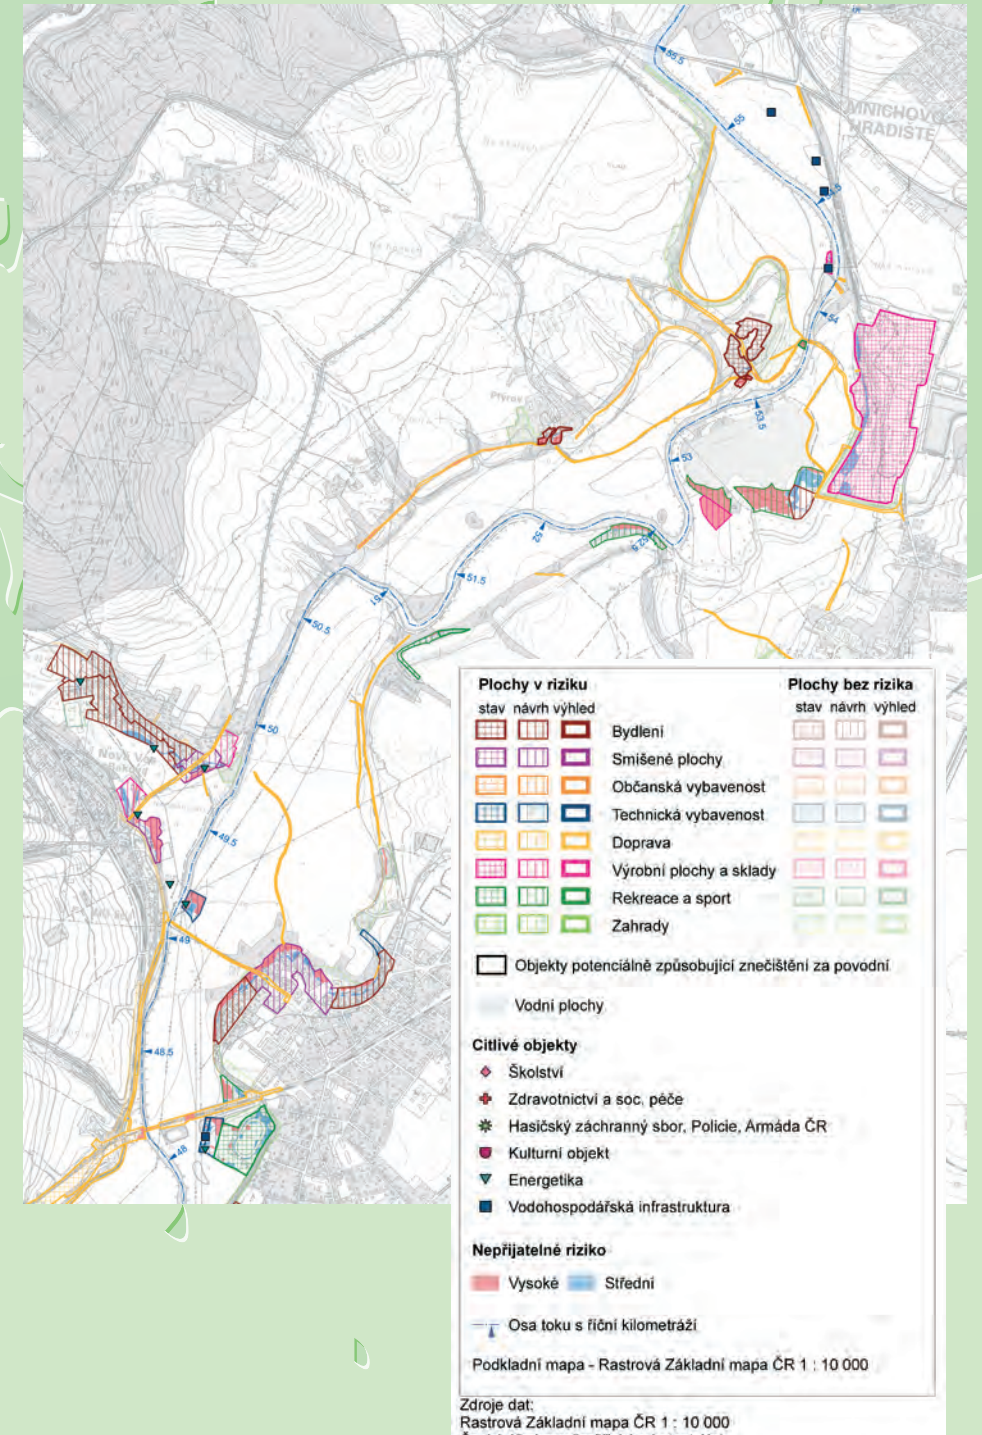 55.5
55
MNICHOVO
HRADIŠTĚ
54
53.5
53
52.5
52
51.5
51
50.5
50
49.5
49
48.5
48
Plochy v riziku
Plochy bez rizika
stav návrh výhled
stav návrh výhled
Bydlení
Smíšené plochy
Občanská vybavenost
Technická vybavenost
Doprava
Výrobní plochy a sklady
Rekreace a sport
Zahrady
Objekty potenciálně způsobující znečištění za povodní
Vodní plochy
Citlivé objekty
Školství
Zdravotnictví a soc. péče
Hasičský záchranný sbor, Policie, Armáda ČR
Kulturní objekt
Energetika
Vodohospodářská infrastruktura
Nepřijatelné riziko
Vysoké
Střední
Osa toku s říční kilometráží
Podkladní mapa - Rastrová Základní mapa ČR 1 : 10 000
Zdroje dat:
Rastrová Základní mapa ČR 1 : 10 000